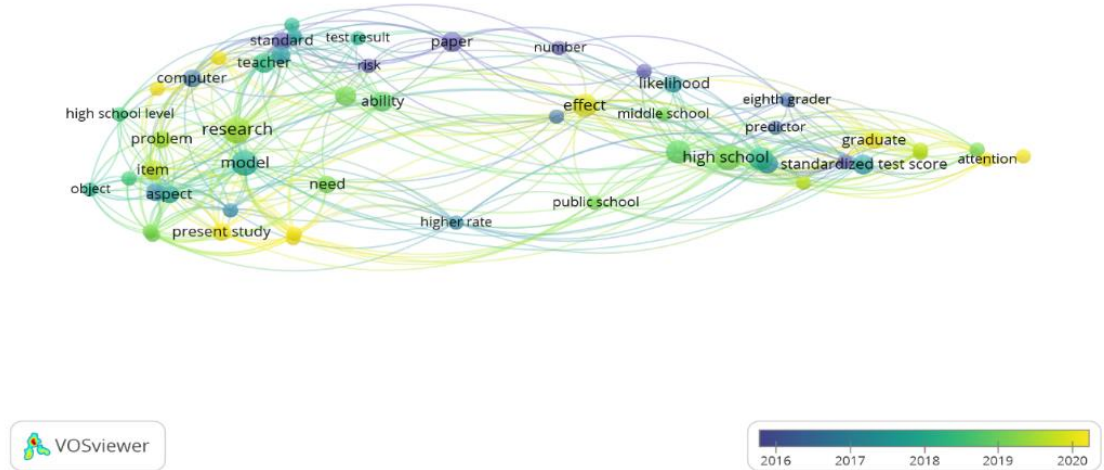 standard
test result
paper
number
teacher
risk
computer
likelihood
ability
effect
eighth grader
high school level
middle school
research
predictor
problem
graduate
model
high school
attention
item
standardized test score
need
object
aspect
public school
higher rate
present study
VOSviewer
2016 2017 2018 2019 2020